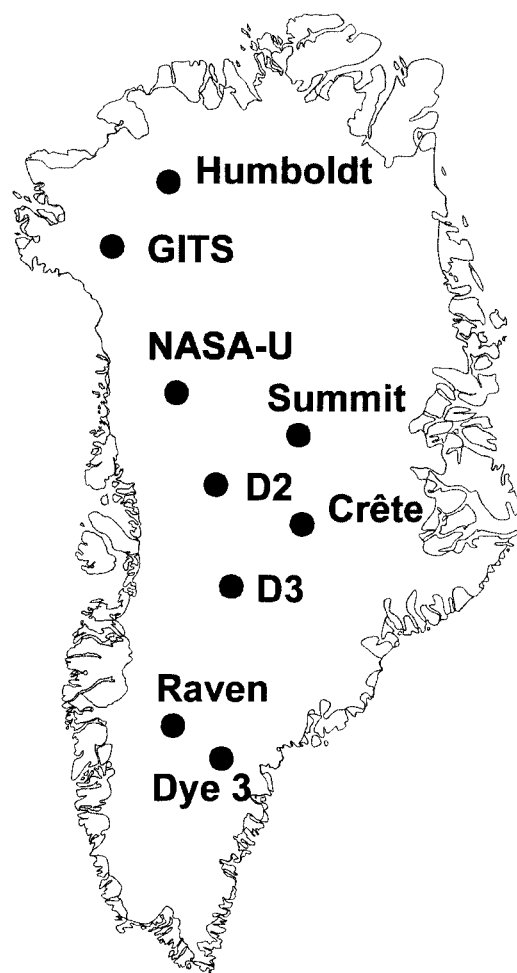 Humboldt
GITS
NASA-U
Summit
D2
Crête
D3
Raven
Dye 3